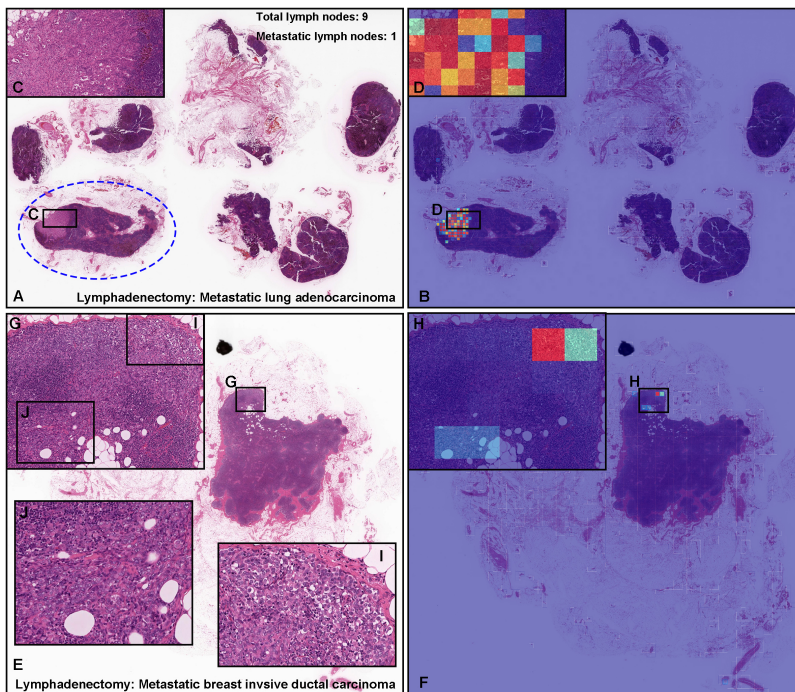 C
Total lymph nodes: 9
Metastatic lymph nodes: 1
C
A
Lymphadenectomy: Metastatic lung adenocarcinoma
D
D
B
G
I
J
G
J
I
E
Lymphadenectomy: Metastatic breast invsive ductal carcinoma
H
H
F